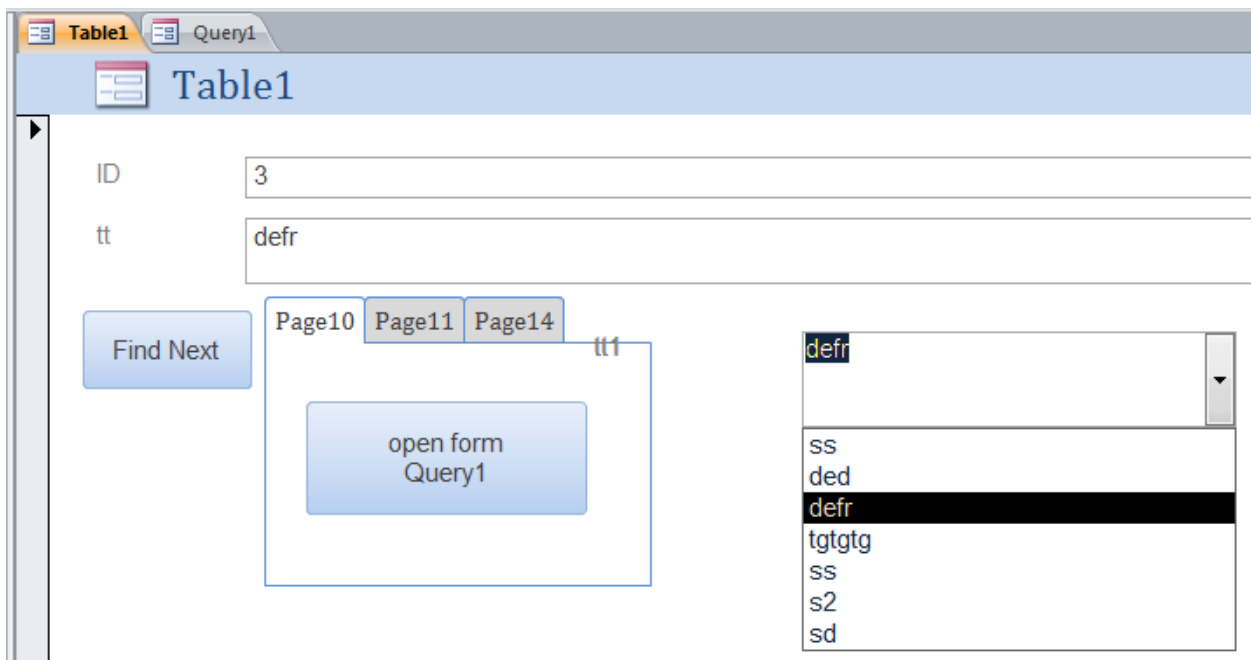 Table1 Query1
Table1
ID 3
tt defr
Find Next
Page10 Page11 Page14
tt1
defr
open form
Query1
ss
ded
defr
tgtgtg
ss
s2
sd